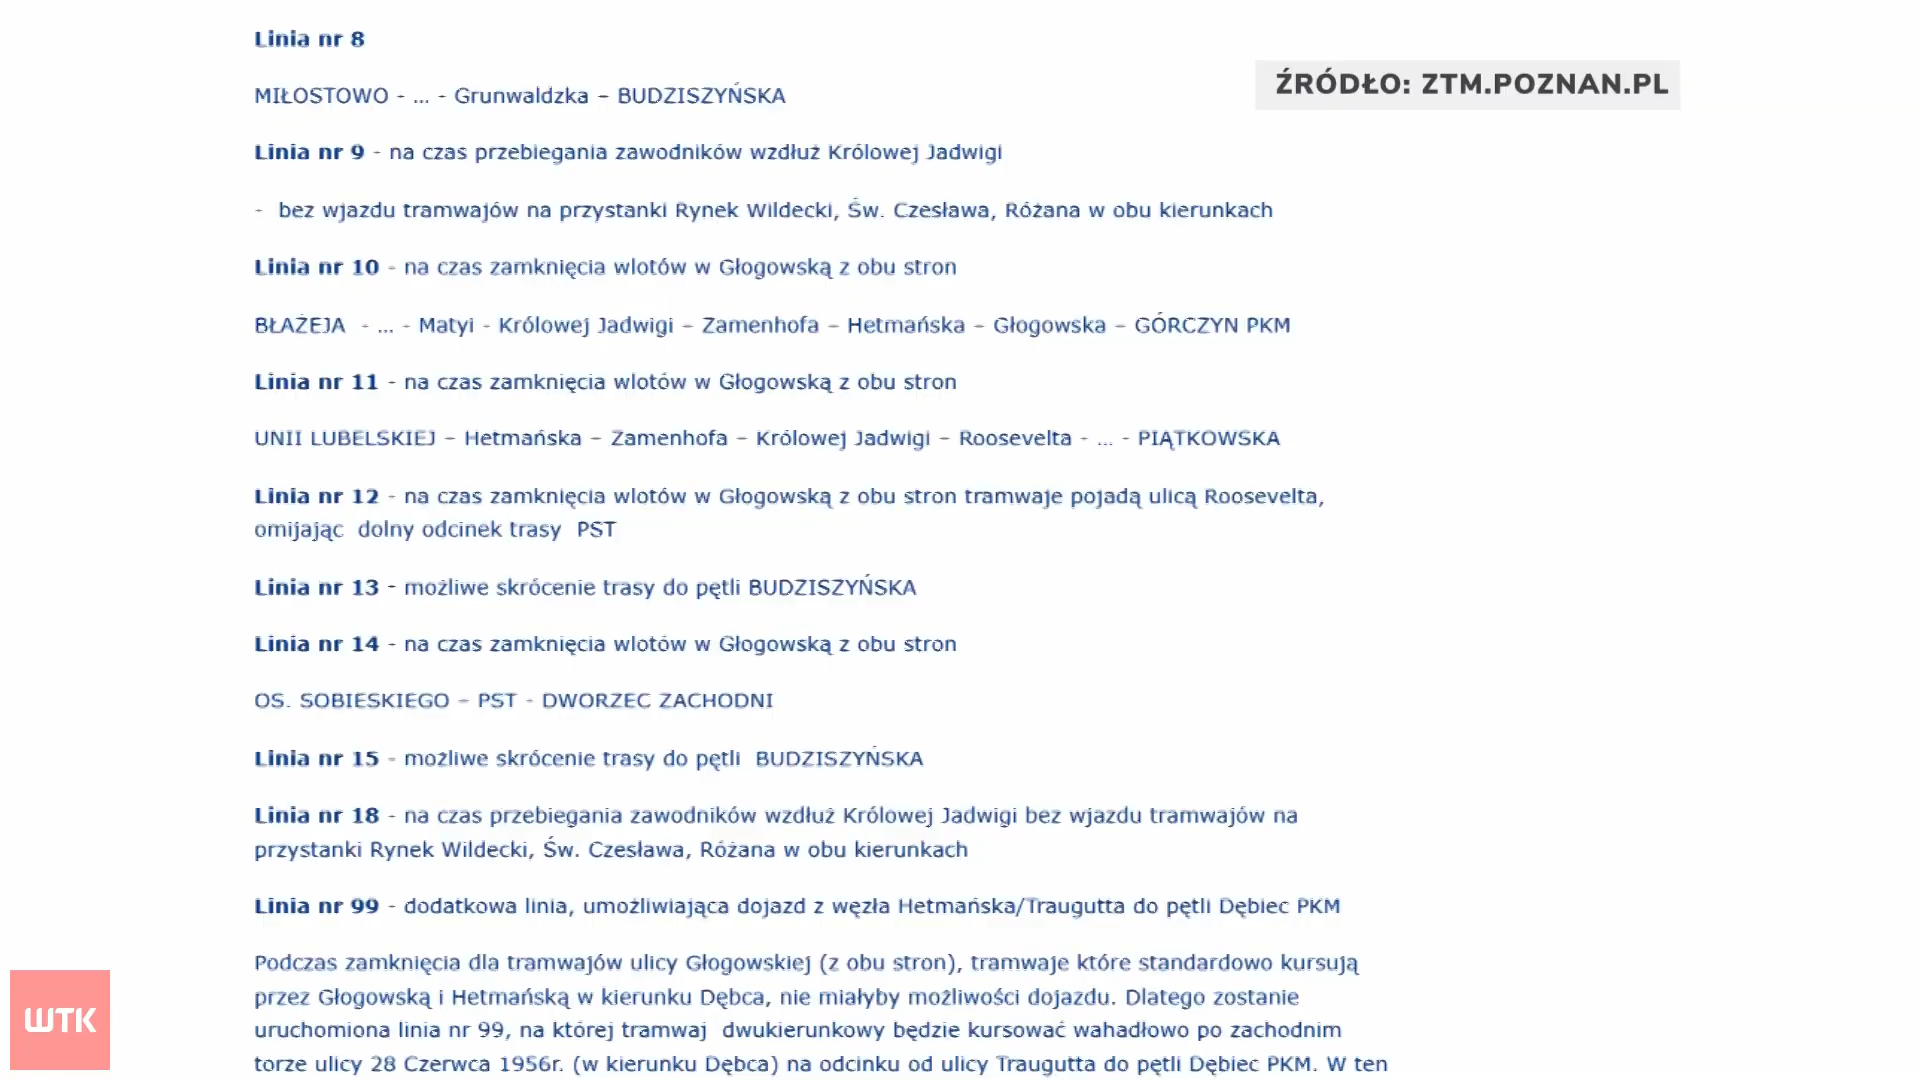 Linia nr 8
ŹRÓDŁO: ZTM.POZNAN.PL
MIŁOSTOWO - ... - Grunwaldzka – BUDZISZYŃSKA
Linia nr 9 - na czas przebiegania zawodników wzdłuż Królowej Jadwigi
- bez wjazdu tramwajów na przystanki Rynek Wildecki, Św. Czesława, Różana w obu kierunkach
Linia nr 10 - na czas zamknięcia wlotów w Głogowską z obu stron
BŁAŻEJA - ... - Matyi - Królowej Jadwigi – Zamenhofa – Hetmańska – Głogowska – GÓRCZYN PKM
Linia nr 11 - na czas zamknięcia wlotów w Głogowską z obu stron
UNII LUBELSKIEJ – Hetmańska – Zamenhofa – Królowej Jadwigi – Roosevelta - ... - PIĄTKOWSKA
Linia nr 12 - na czas zamknięcia wlotów w Głogowską z obu stron tramwaje pojadą ulicą Roosevelta,
omijając dolny odcinek trasy PST
Linia nr 13 - możliwe skrócenie trasy do pętli BUDZISZYŃSKA
Linia nr 14 - na czas zamknięcia wlotów w Głogowską z obu stron
OS. SOBIESKIEGO – PST - DWORZEC ZACHODNI
Linia nr 15 - możliwe skrócenie trasy do pętli BUDZISZYŃSKA
Linia nr 18 - na czas przebiegania zawodników wzdłuż Królowej Jadwigi bez wjazdu tramwajów na
przystanki Rynek Wildecki, Św. Czesława, Różana w obu kierunkach
Linia nr 99 - dodatkowa linia, umożliwiająca dojazd z węzła Hetmańska/Traugutta do pętli Dębiec PKM
Podczas zamknięcia dla tramwajów ulicy Głogowskiej (z obu stron), tramwaje które standardowo kursują
przez Głogowską i Hetmańską w kierunku Dębca, nie miałyby możliwości dojazdu. Dlatego zostanie
uruchomiona linia nr 99, na której tramwaj dwukierunkowy będzie kursować wahadłowo po zachodnim
torze ulicy 28 Czerwca 1956r. (w kierunku Dębca) na odcinku od ulicy Traugutta do pętli Dębiec PKM. W ten
WTK